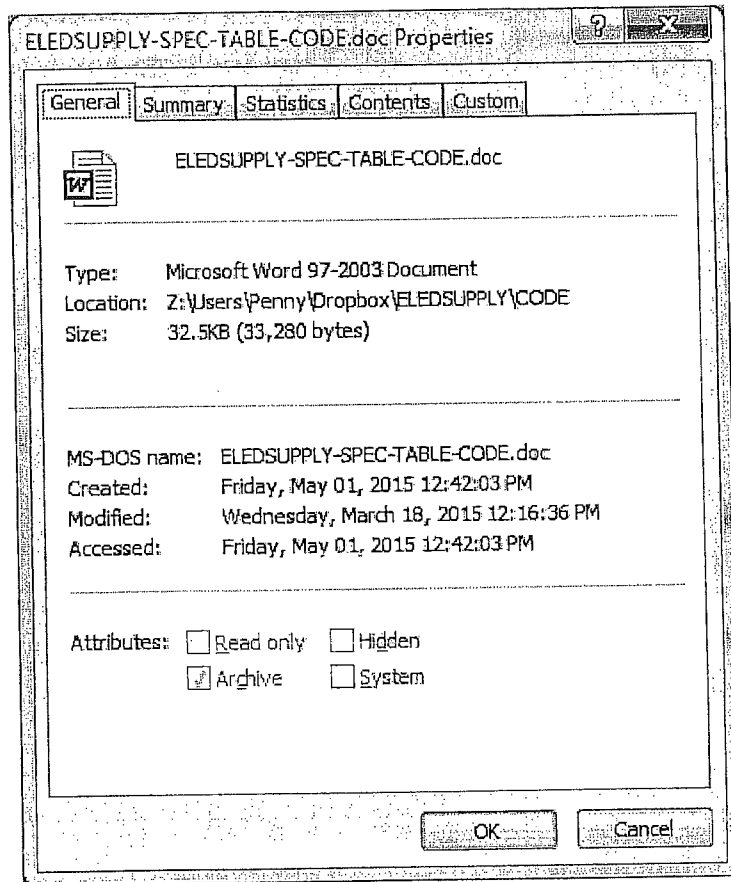 ELEDSUPPLY-SPEC-TABLE-CODE.doc Properties ? X
General Summary Statistics Contents Custom
ELEDSUPPLY-SPEC-TABLE-CODE.doc
W
Type: Microsoft Word 97-2003 Document
Location: Z:\Users\Penny\Dropbox\ELEDSUPPLY\CODE
Size: 32.5KB (33,280 bytes)
MS-DOS name: ELEDSUPPLY-SPEC-TABLE-CODE.doc
Created: Friday, May 01, 2015 12:42:03 PM
Modified: Wednesday, March 18, 2015 12:16:36 PM
Accessed: Friday, May 01, 2015 12:42:03 PM
Attributes: Read only Hidden
Archive System
OK Cancel